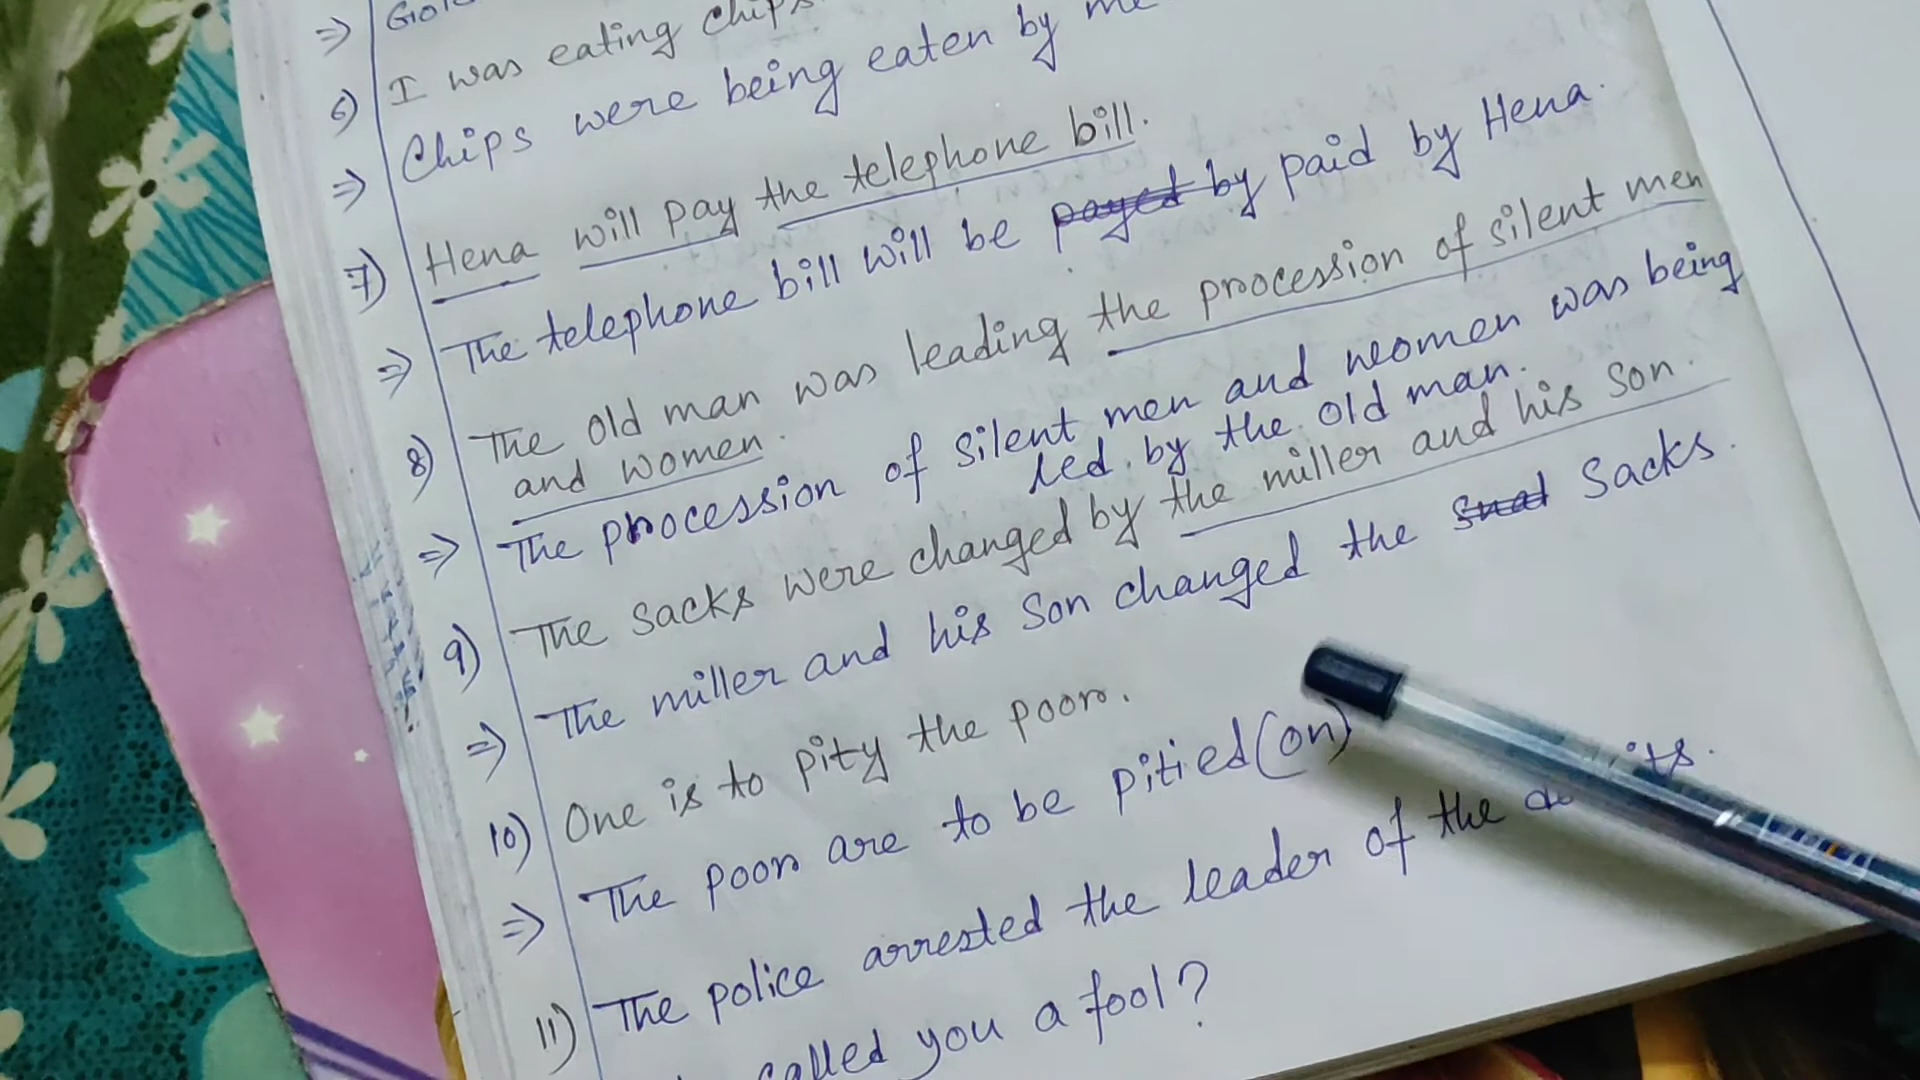 =>
6) I was eating chips
=> Chips were being eaten by me
7) Hena will pay the telephone bill.
=> The telephone bill will be payed by paid by Hena.
8) The old man was leading the procession of silent men
and women.
=> The procession of silent men and women was being
led by the old man.
9) The sacks were changed by the miller and his son.
=> The miller and his son changed the Sacks.
10) One is to pity the poor.
=> The poor are to be pitied (on)
11) The police arrested the leader of the
called you a fool?